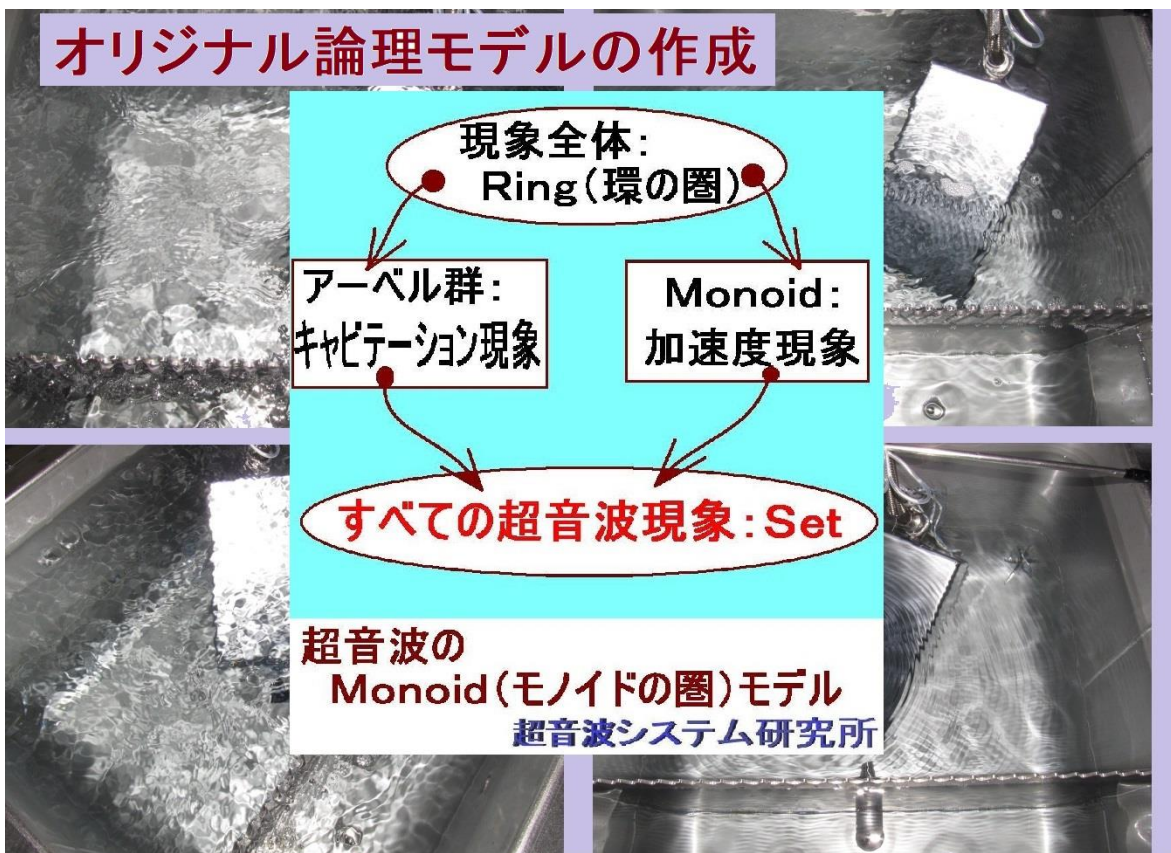 オリジナル論理モデルの作成
現象全体：
Ring（環の圏）
アーベル群：
キャビテーション現象
Monoid：
加速度現象
すべての超音波現象：Set
超音波の
Monoid（モノイドの圏）モデル
超音波システム研究所